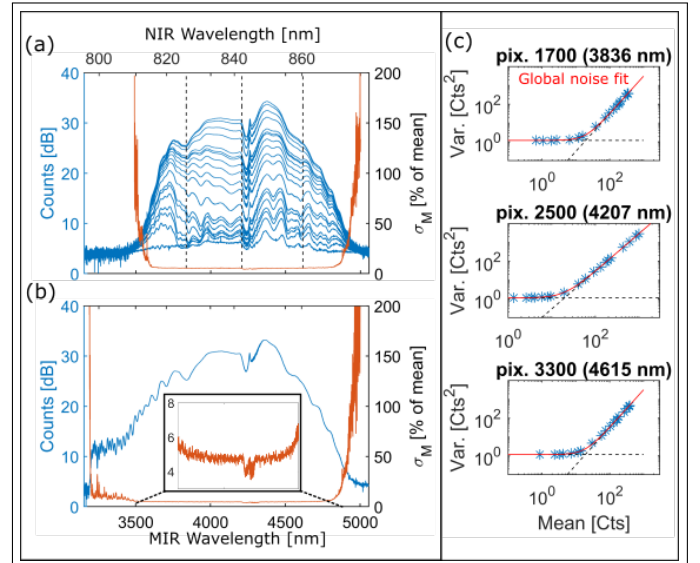 (a)
NIR Wavelength [nm]
800 820 840 860
40
30
20
10
0
Counts [dB]
200
150
100
50
0
σM [% of mean]
(b)
40
30
20
10
0
Counts [dB]
8
6
4
200
150
100
50
0
σM [% of mean]
3500 4000 4500 5000
MIR Wavelength [nm]
(c)
pix. 1700 (3836 nm)
Global noise fit
Var. [Cts²]
10²
10⁰
10⁰ 10²
pix. 2500 (4207 nm)
Var. [Cts²]
10²
10⁰
10⁰ 10²
pix. 3300 (4615 nm)
Var. [Cts²]
10²
10⁰
10⁰ 10²
Mean [Cts]